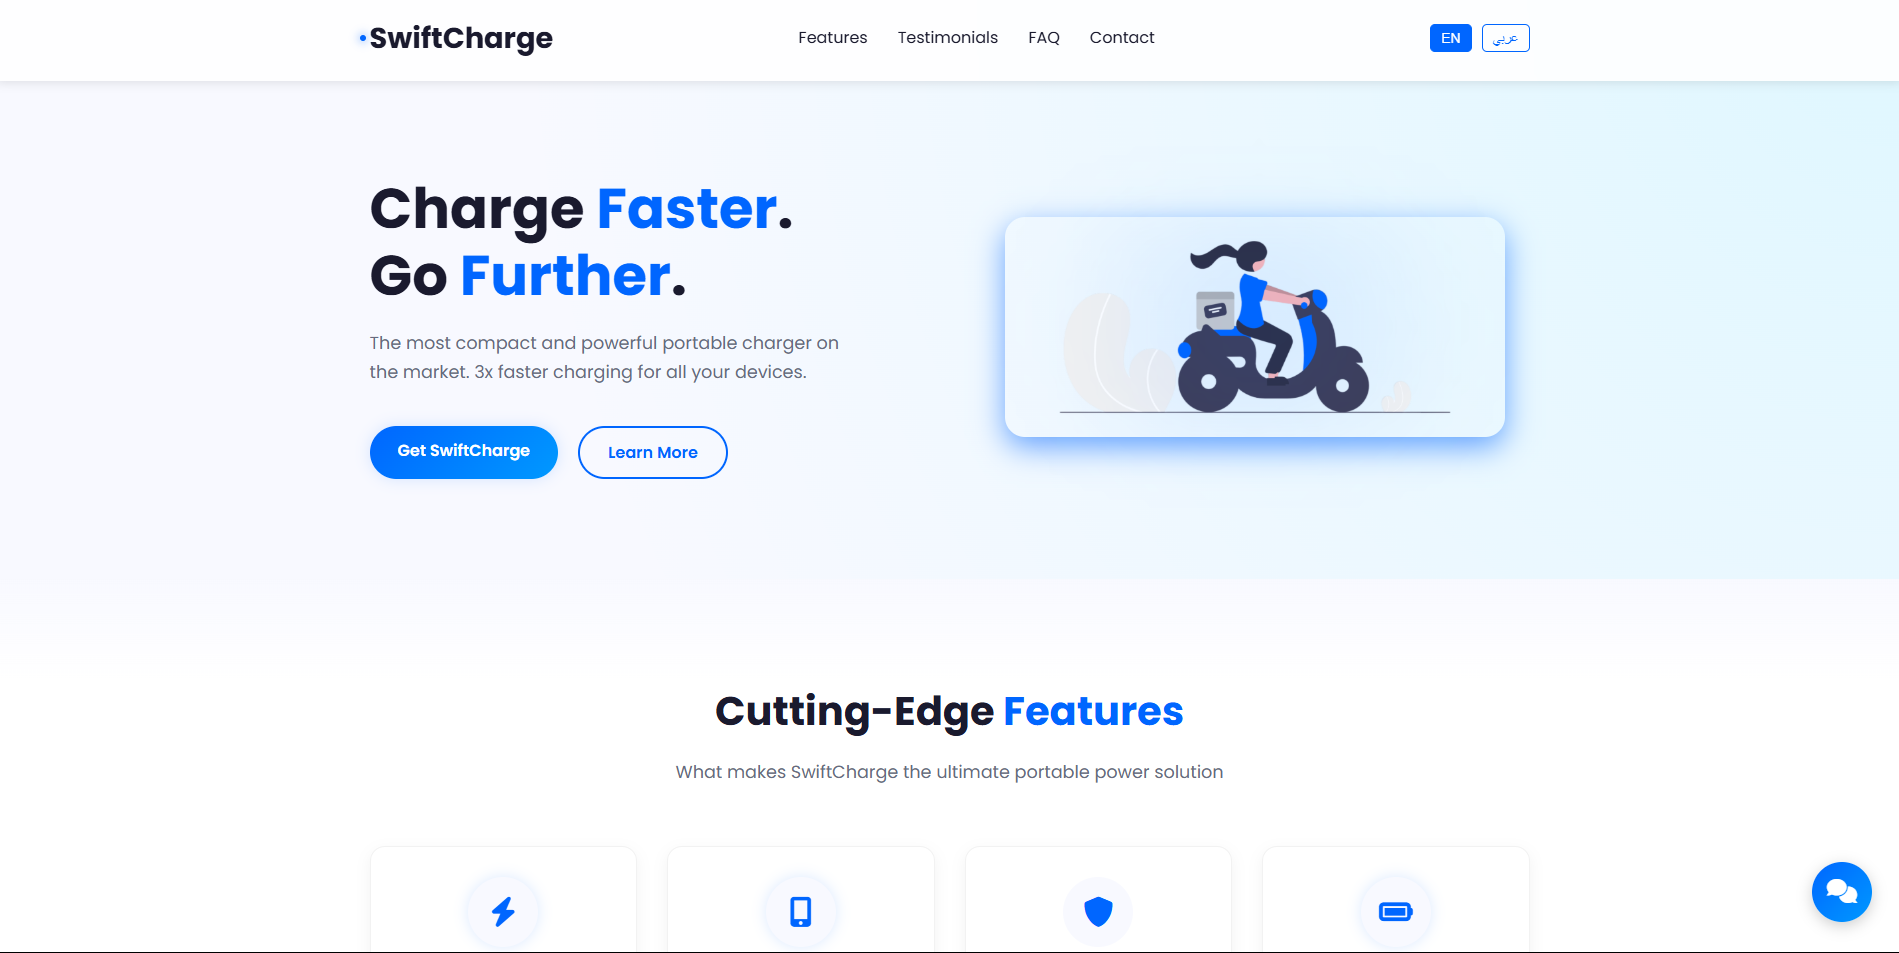 SwiftCharge
Features
Testimonials
FAQ
Contact
EN
عربي
Charge Faster.
Go Further.
The most compact and powerful portable charger on
the market. 3x faster charging for all your devices.
Get SwiftCharge
Learn More
Cutting-Edge Features
What makes SwiftCharge the ultimate portable power solution